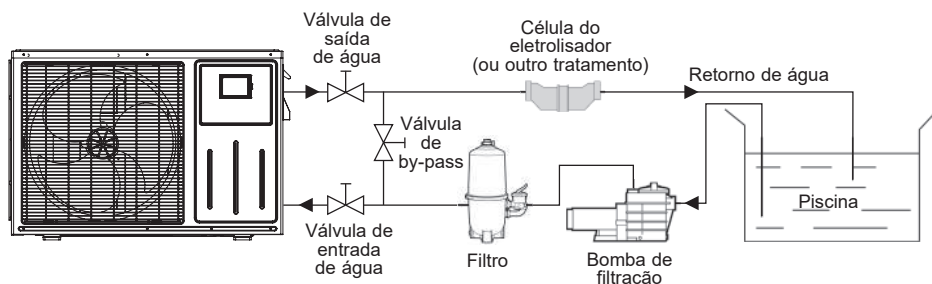 Válvula de
saída
de água
Célula do
eletrolisador
(ou outro tratamento)
Retorno de água
Válvula
de
by-pass
Piscina
Válvula de
entrada
de água
Filtro
Bomba de
filtração